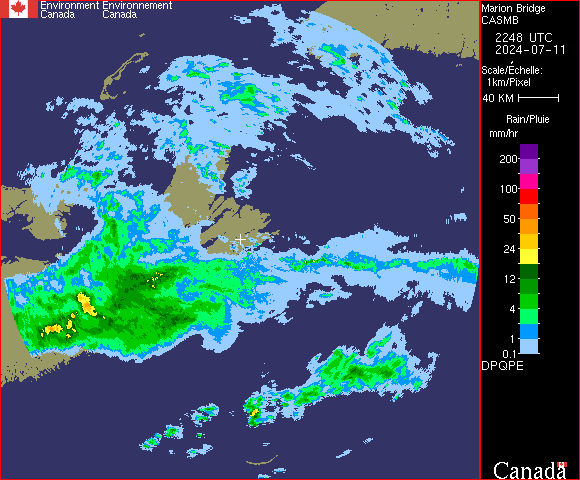 Environment Environnement
Canada Canada
Marion Bridge
CASMB
2248 UTC
2024-07-11
Scale/Échelle:
1km/Pixel
40 KM
Rain/Pluie
mm/hr
200
100
50
24
12
4
1
0.1
DPQPE
Canada